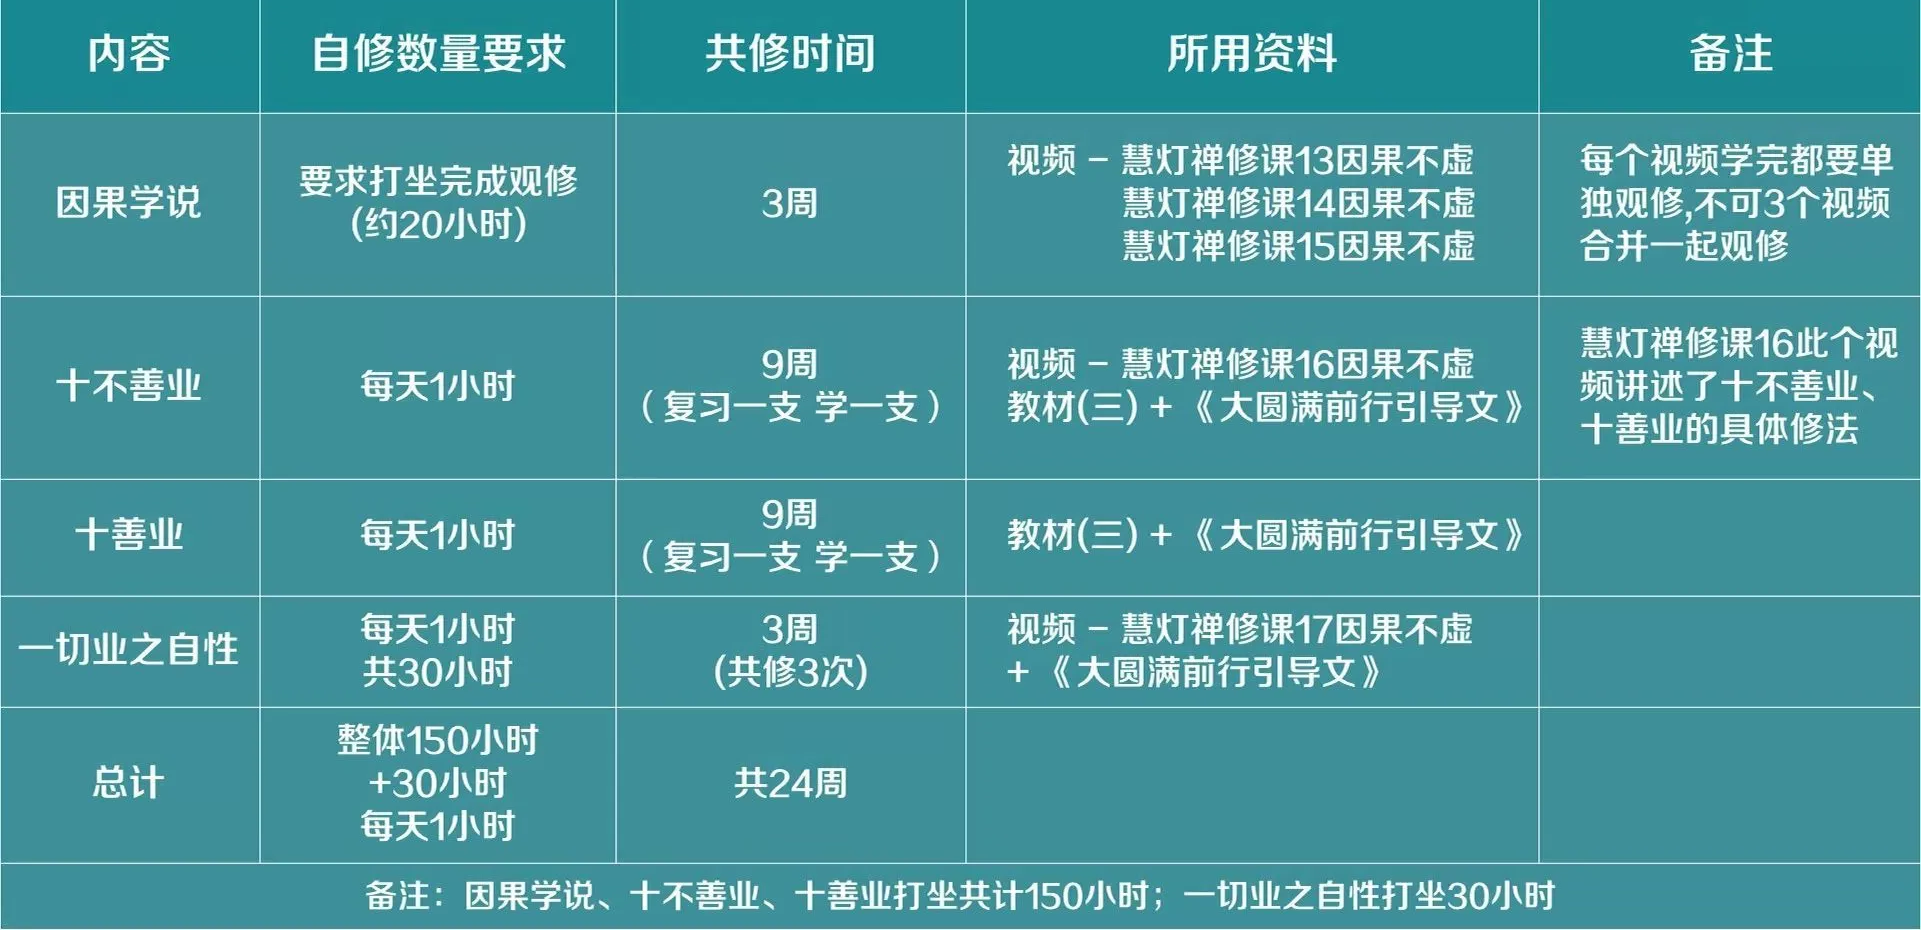 内容
自修数量要求
共修时间
所用资料
备注
因果学说
要求打坐完成观修
(约20小时)
3周
视频 – 慧灯禅修课13因果不虚
慧灯禅修课14因果不虚
慧灯禅修课15因果不虚
每个视频学完都要单
独观修,不可3个视频
合并一起观修
十不善业
每天1小时
9周
（复习一支 学一支）
视频 – 慧灯禅修课16因果不虚
教材(三) + 《大圆满前行引导文》
慧灯禅修课16此个视
频讲述了十不善业、
十善业的具体修法
十善业
每天1小时
9周
（复习一支 学一支）
教材(三) + 《大圆满前行引导文》
一切业之自性
每天1小时
共30小时
3周
(共修3次)
视频 – 慧灯禅修课17因果不虚
+ 《大圆满前行引导文》
总计
整体150小时
+30小时
每天1小时
共24周
备注：因果学说、十不善业、十善业打坐共计150小时；一切业之自性打坐30小时